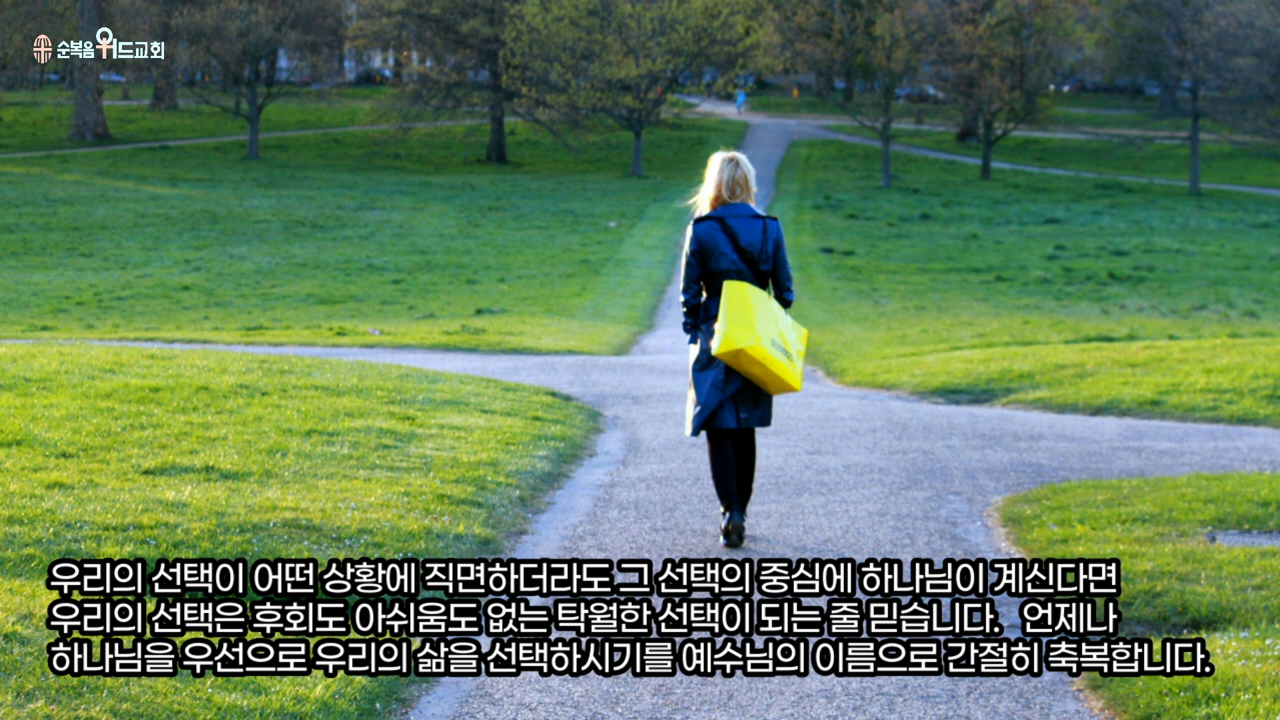 순복음워드교회
우리의 선택이 어떤 상황에 직면하더라도 그 선택의 중심에 하나님이 계신다면
우리의 선택은 후회도 아쉬움도 없는 탁월한 선택이 되는 줄 믿습니다. 언제나
하나님을 우선으로 우리의 삶을 선택하시기를 예수님의 이름으로 간절히 축복합니다.